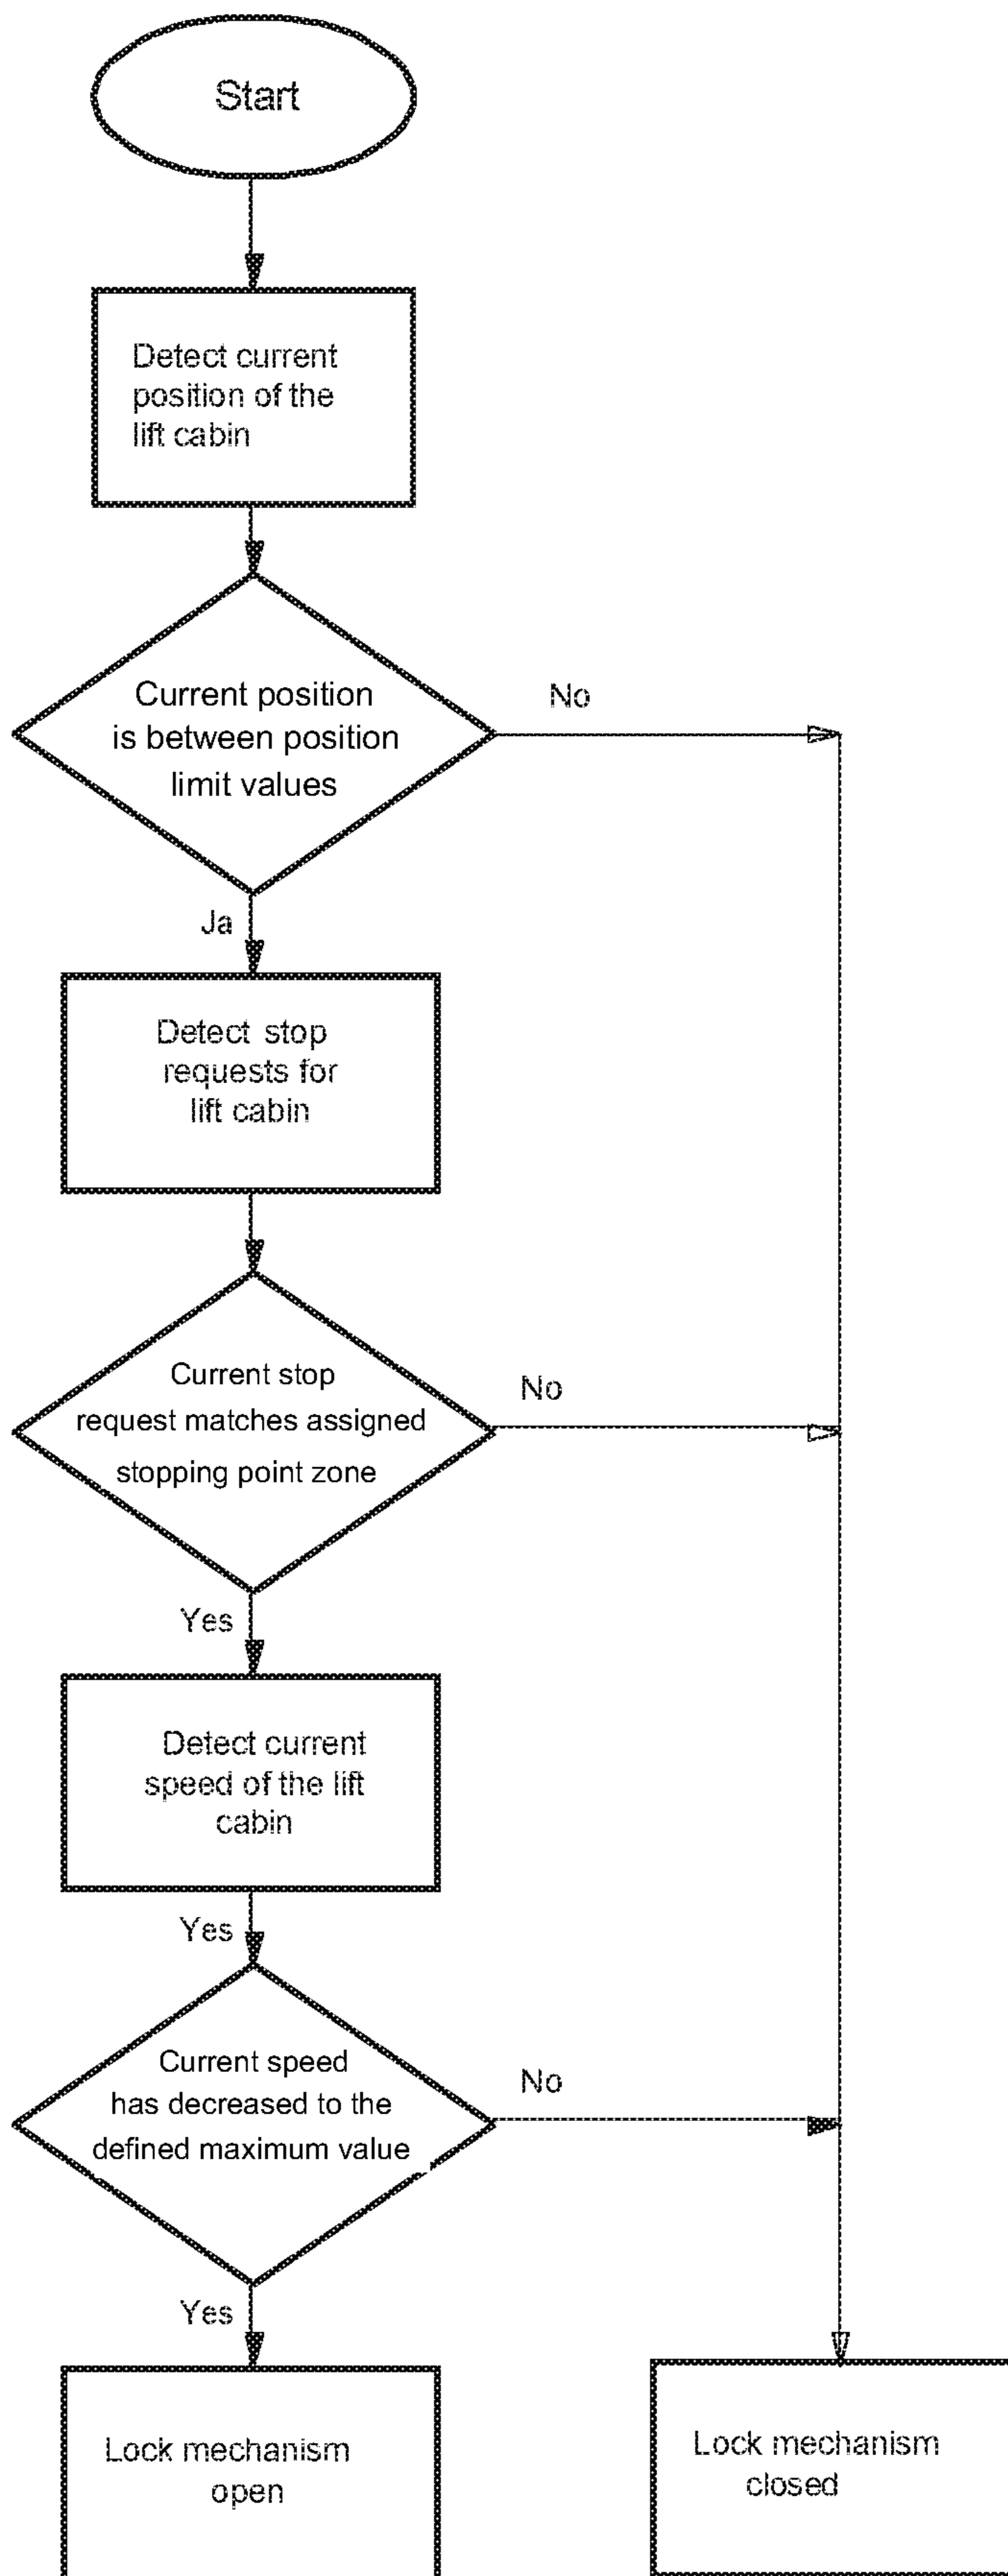 Start
Detect current
position of the
lift cabin
Current position
is between position
limit values
No
Ja
Detect stop
requests for
lift cabin
Current stop
request matches assigned
stopping point zone
No
Yes
Detect current
speed of the lift
cabin
Yes
Current speed
has decreased to the
defined maximum value
No
Yes
Lock mechanism
open
Lock mechanism
closed